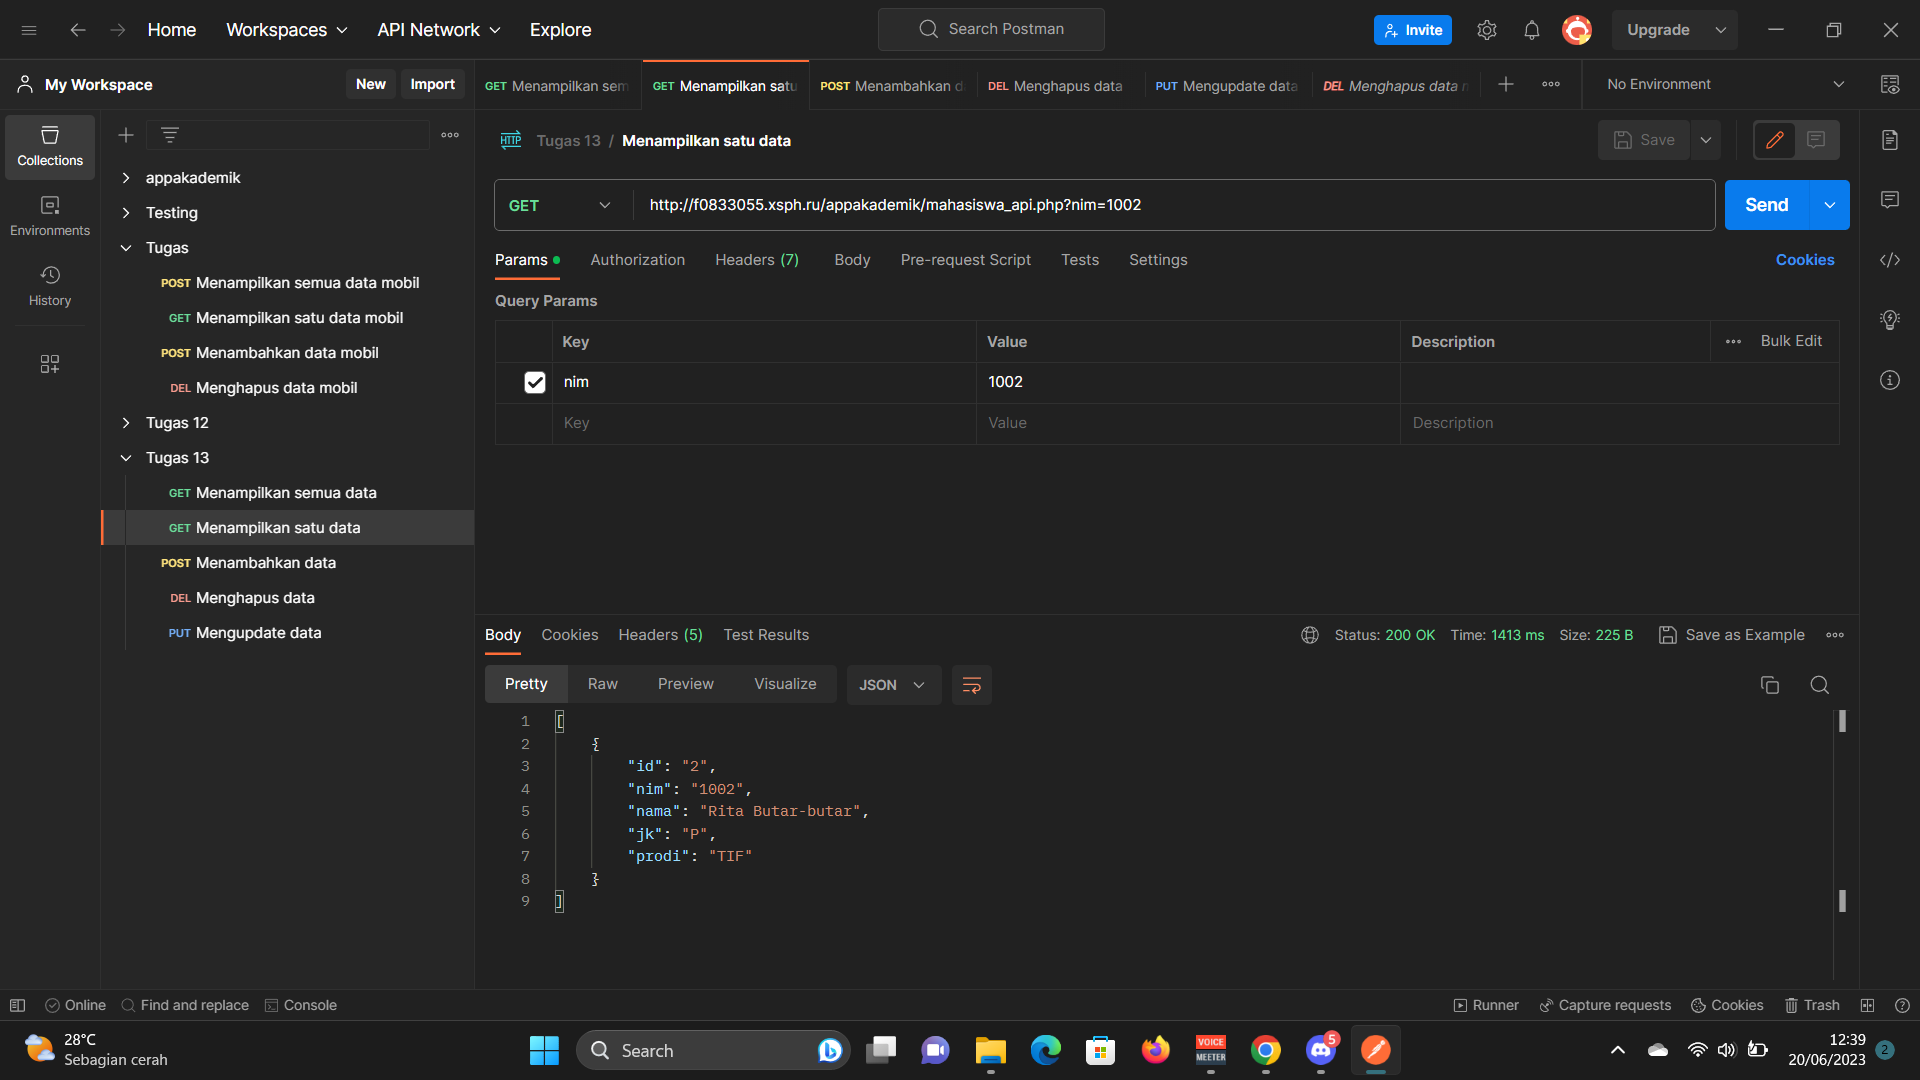 Home
Workspaces
API Network
Explore
Search Postman
Invite
Upgrade
My Workspace
New
Import
GET Menampilkan sem
GET Menampilkan satu
POST Menambahkan d
DEL Menghapus data
PUT Mengupdate data
DEL Menghapus data
No Environment
Collections
Environments
History
appakademik
Testing
Tugas
POST Menampilkan semua data mobil
GET Menampilkan satu data mobil
POST Menambahkan data mobil
DEL Menghapus data mobil
Tugas 12
Tugas 13
GET Menampilkan semua data
GET Menampilkan satu data
POST Menambahkan data
DEL Menghapus data
PUT Mengupdate data
HTTP Tugas 13 / Menampilkan satu data
Save
GET
http://f0833055.xsph.ru/appakademik/mahasiswa_api.php?nim=1002
Send
Params
Authorization
Headers (7)
Body
Pre-request Script
Tests
Settings
Cookies
Query Params
Key
Value
Description
Bulk Edit
nim
1002
Key
Value
Description
Body
Cookies
Headers (5)
Test Results
Status: 200 OK
Time: 1413 ms
Size: 225 B
Save as Example
Pretty
Raw
Preview
Visualize
JSON
1 [
2 {
3 "id": "2",
4 "nim": "1002",
5 "nama": "Rita Butar-butar",
6 "jk": "P",
7 "prodi": "TIF"
8 }
9 ]
Online
Find and replace
Console
Runner
Capture requests
Cookies
Trash
28°C
Sebagian cerah
Search
VOICE
MEETER
5
12:39
20/06/2023
2